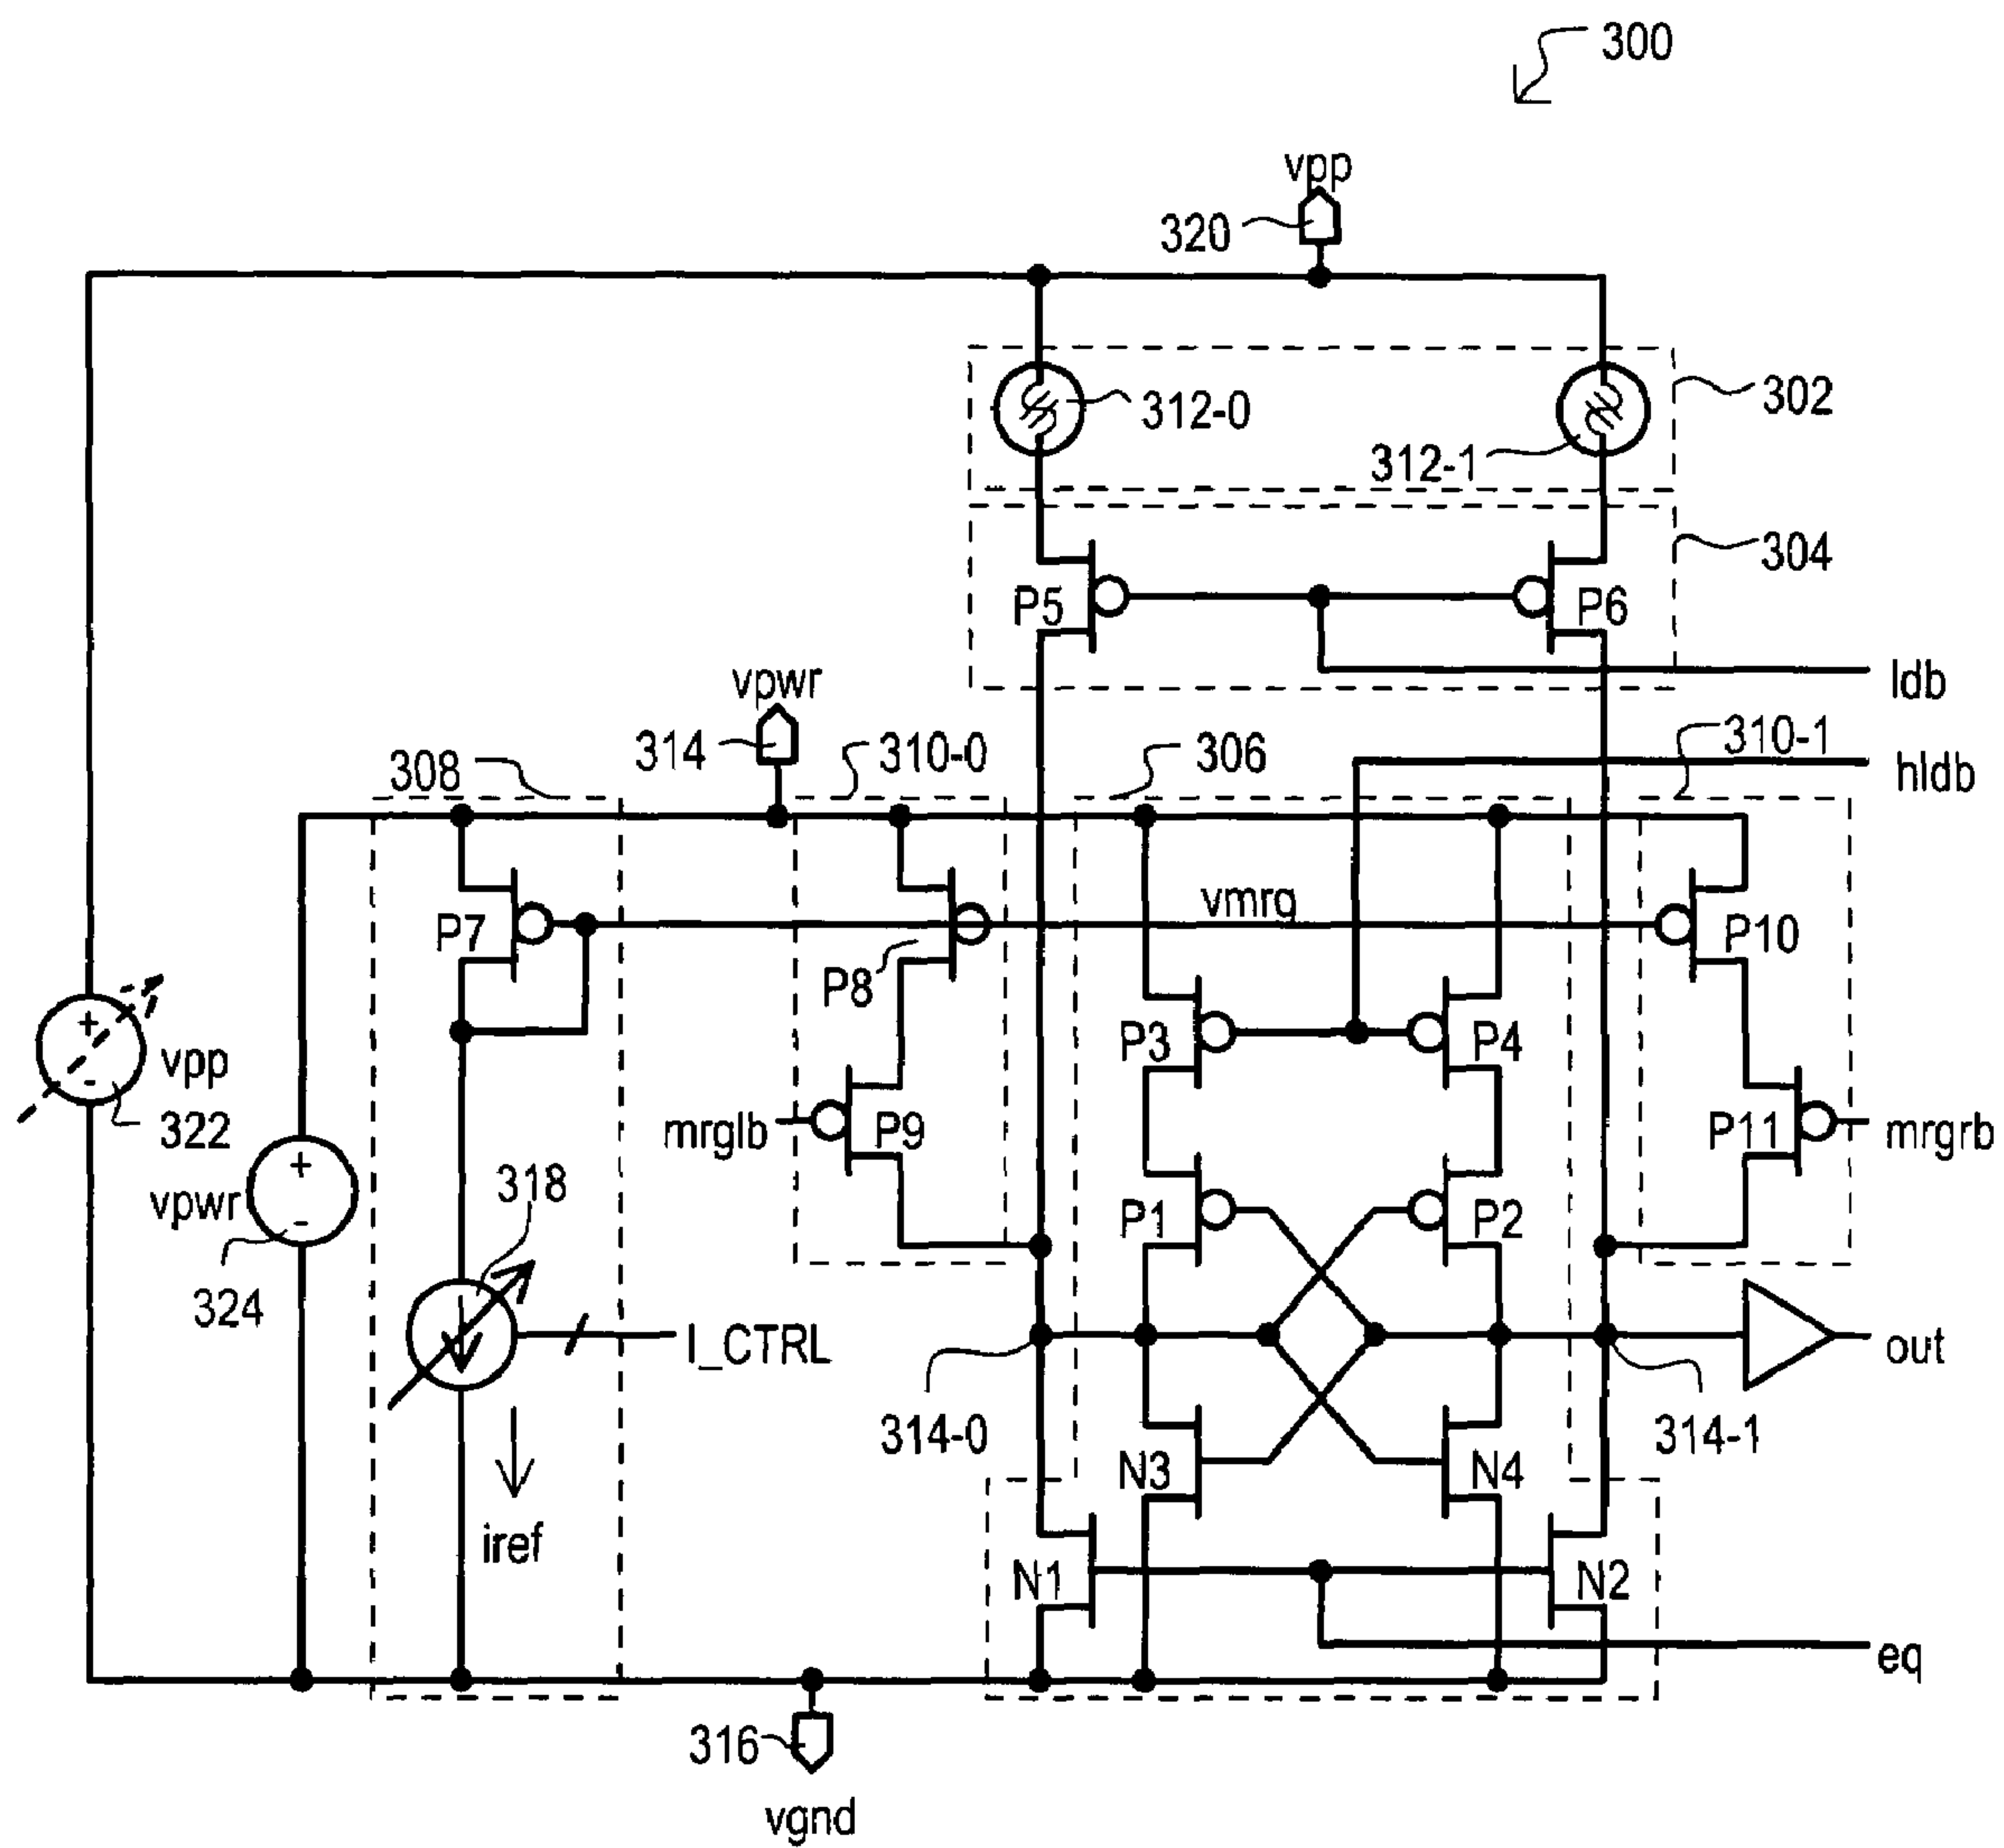 300
vpp
320
302
312-0
312-1
304
P5
P6
ldb
vpwr
314
310-0
306
310-1
308
hldb
vmrg
P7
P8
P10
P3
P4
vpp
322
mrglb
P9
P11
mrgrb
318
vpwr
P1
P2
324
I_CTRL
out
314-0
314-1
N3
N4
iref
N1
N2
eq
316
vgnd
+
-
+
-